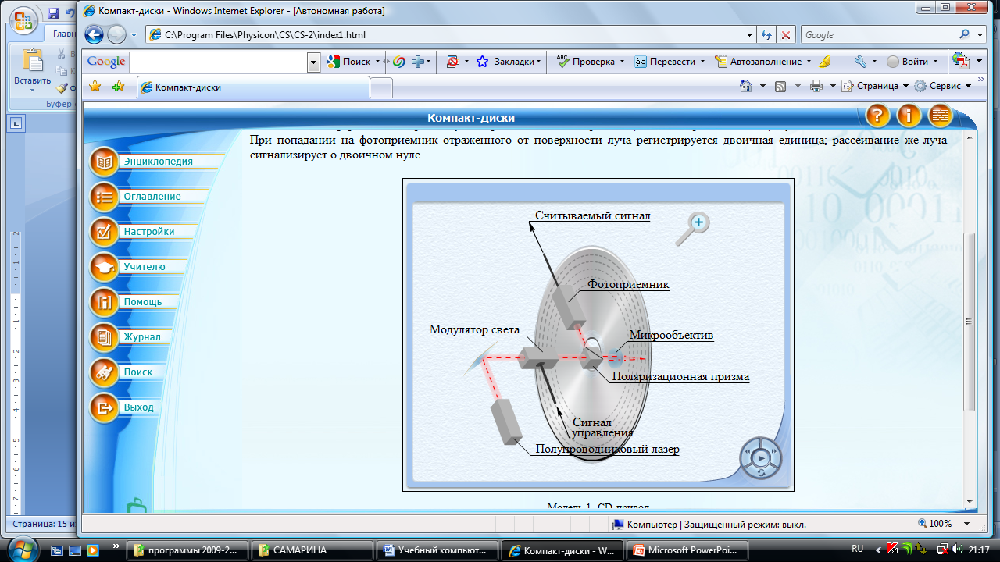 Компакт-диски - Windows Internet Explorer - [Автономная работа]
Главн
C:\Program Files\Physicon\CS\CS-2\index1.html
Google
Google
Поиск
Закладки
Проверка
Перевести
Автозаполнение
Войти
Вставить
Компакт-диски
Страница
Сервис
Буфер
Компакт-диски
При попадании на фотоприемник отраженного от поверхности луча регистрируется двоичная единица; рассеивание же луча
сигнализирует о двоичном нуле.
Энциклопедия
Оглавление
Настройки
Учителю
Помощь
Журнал
Поиск
Выход
Считываемый сигнал
Фотоприемник
Модулятор света
Микрообъектив
Поляризационная призма
Сигнал
управления
Полупроводниковый лазер
Модель 1. CD-привод
Страница: 15 и
Компьютер | Защищенный режим: выкл.
100%
программы 2009-2...
САМАРИНА
Учебный компьют...
Компакт-диски - W...
Microsoft PowerPoi...
RU
21:17